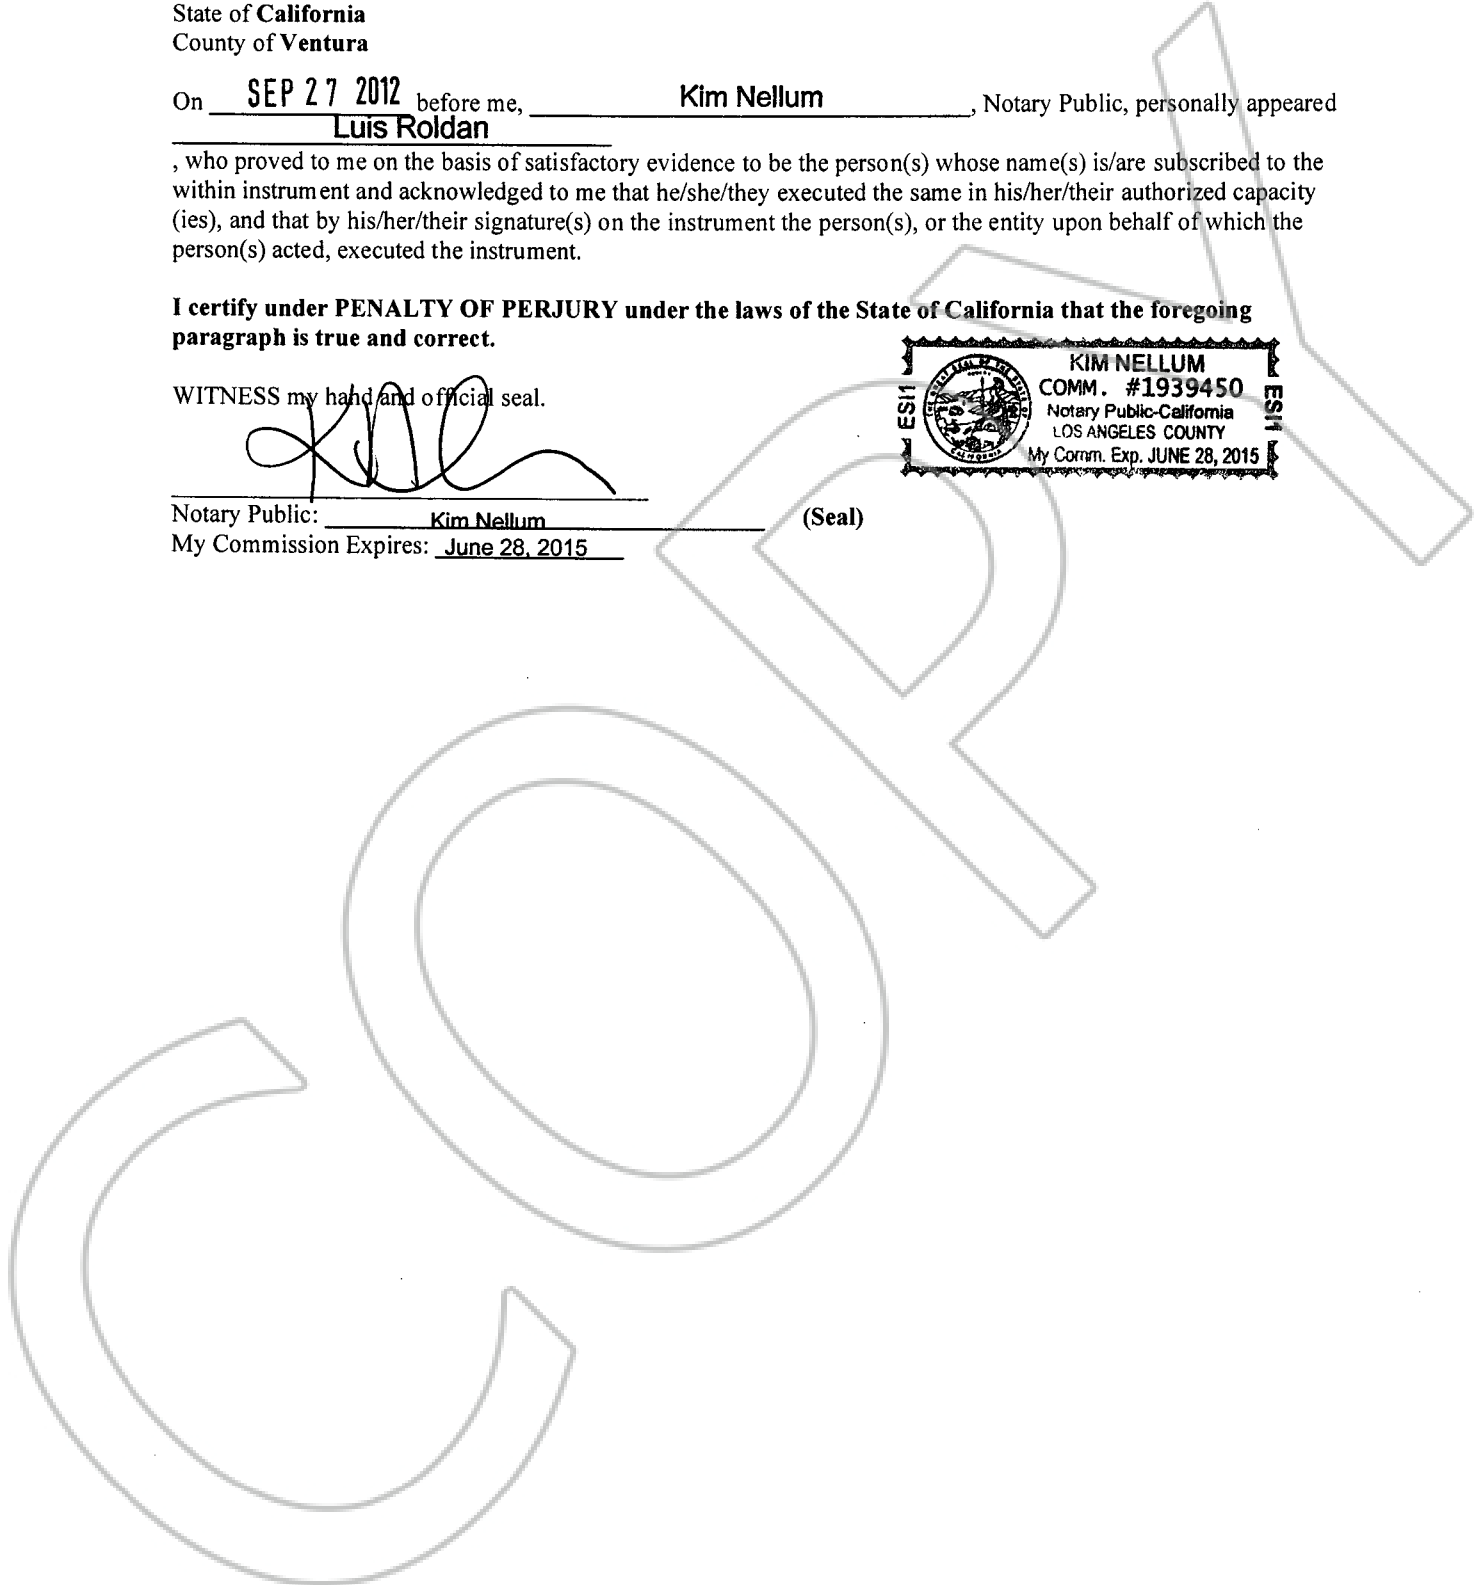 State of California
County of Ventura
On SEP 27 2012 before me, Kim Nellum, Notary Public, personally appeared
Luis Roldan
, who proved to me on the basis of satisfactory evidence to be the person(s) whose name(s) is/are subscribed to the
within instrument and acknowledged to me that he/she/they executed the same in his/her/their authorized capacity
(ies), and that by his/her/their signature(s) on the instrument the person(s), or the entity upon behalf of which the
person(s) acted, executed the instrument.
I certify under PENALTY OF PERJURY under the laws of the State of California that the foregoing
paragraph is true and correct.
WITNESS my hand and official seal.
ESI1
KIM NELLUM
COMM. #1939450
Notary Public-California
LOS ANGELES COUNTY
My Comm. Exp. JUNE 28, 2015
ESI1
Notary Public: Kim Nellum (Seal)
My Commission Expires: June 28, 2015
COPY